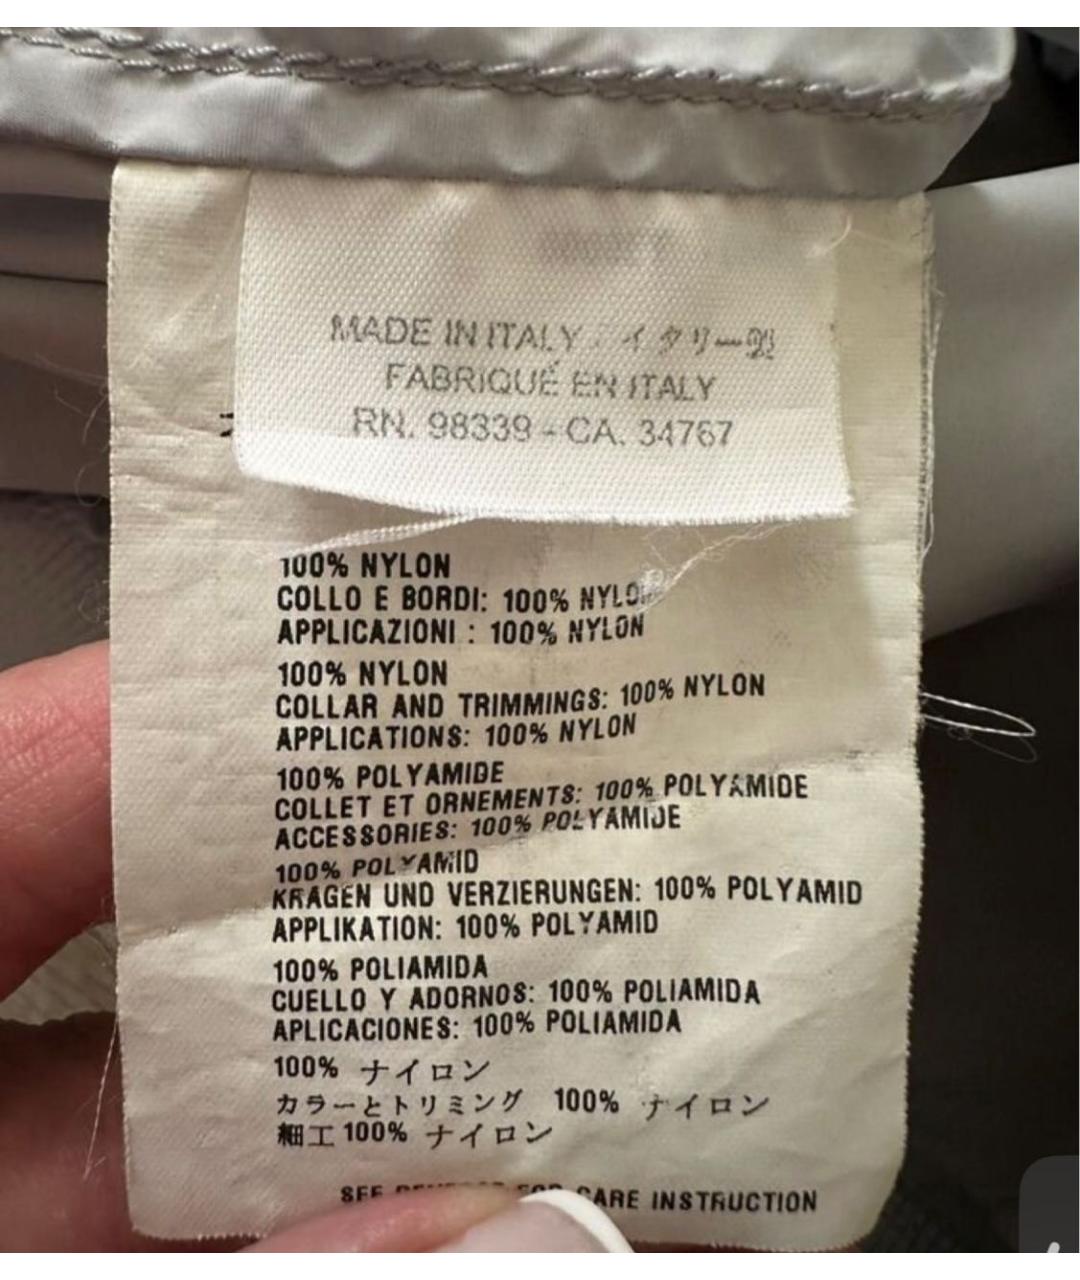 MADE IN ITALY - イタリー製
FABRIQUÉ EN ITALY
RN. 98339 - CA. 34767
100% NYLON
COLLO E BORDI: 100% NYLON
APPLICAZIONI : 100% NYLON
100% NYLON
COLLAR AND TRIMMINGS: 100% NYLON
APPLICATIONS: 100% NYLON
100% POLYAMIDE
COLLET ET ORNEMENTS: 100% POLYAMIDE
ACCESSORIES: 100% POLYAMIDE
100% POLYAMID
KRAGEN UND VERZIERUNGEN: 100% POLYAMID
APPLIKATION: 100% POLYAMID
100% POLIAMIDA
CUELLO Y ADORNOS: 100% POLIAMIDA
APLICACIONES: 100% POLIAMIDA
100% ナイロン
カラーとトリミング 100% ナイロン
細工 100% ナイロン
SEE REVERSE FOR CARE INSTRUCTION